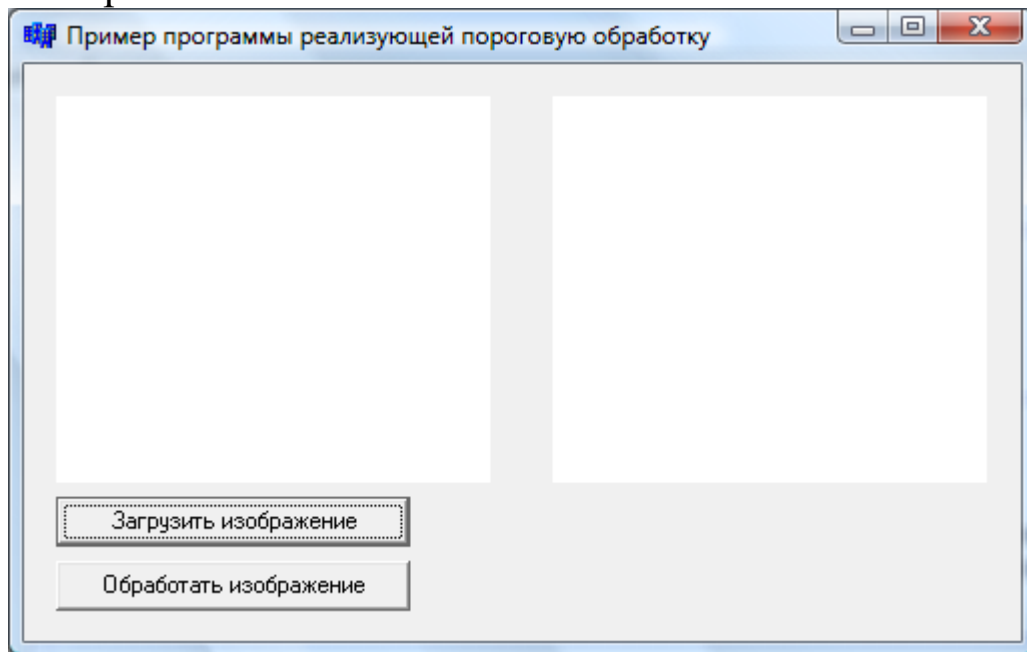 Пример программы реализующей пороговую обработку
Загрузить изображение
Обработать изображение